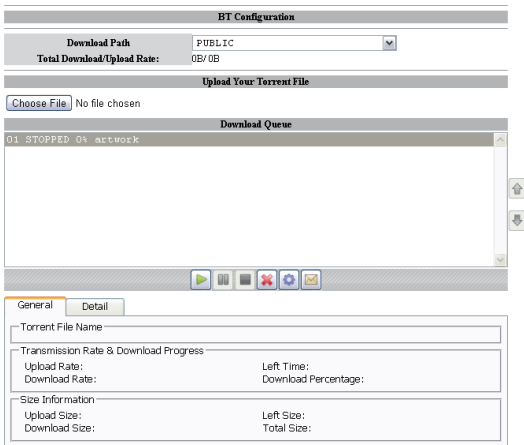 BT Configuration
Download Path PUBLIC
Total Download/Upload Rate: 0B/0B
Upload Your Torrent File
Choose File No file chosen
Download Queue
01 STOPPED 0% artwork
General Detail
Torrent File Name
Transmission Rate & Download Progress
Upload Rate: Left Time:
Download Rate: Download Percentage:
Size Information
Upload Size: Left Size:
Download Size: Total Size: